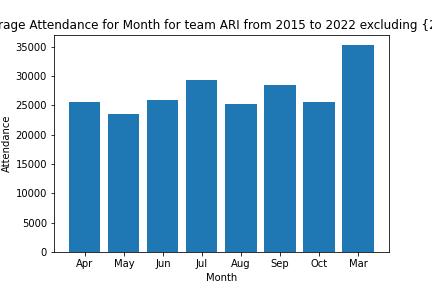 rage Attendance for Month for team ARI from 2015 to 2022 excluding {2
35000
30000
25000
20000
15000
10000
5000
0
Attendance
Apr May Jun Jul Aug Sep Oct Mar
Month